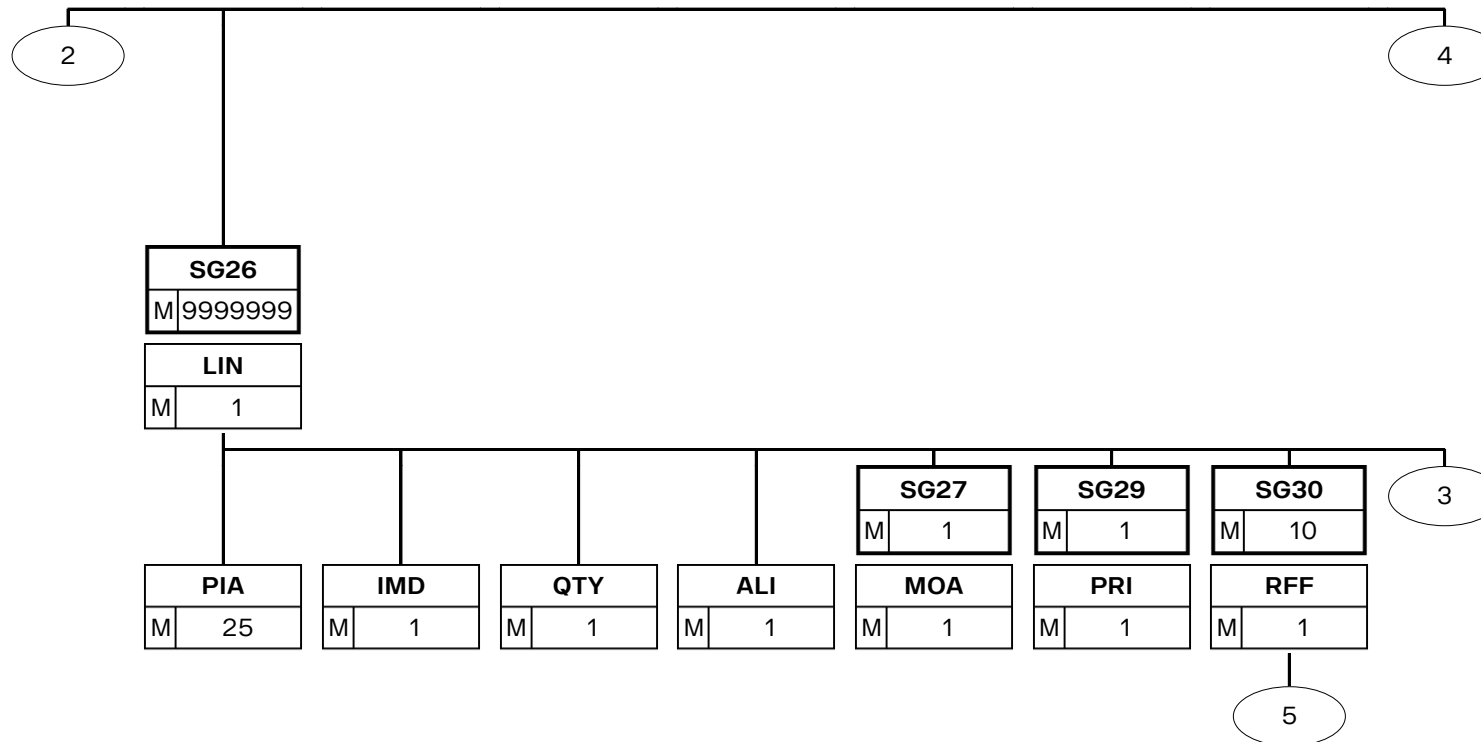 2
4
SG26
M 9999999
LIN
M 1
SG27 SG29 SG30
3
M 1 M 1 M 10
PIA IMD QTY ALI MOA PRI RFF
M 25 M 1 M 1 M 1 M 1 M 1 M 1
5